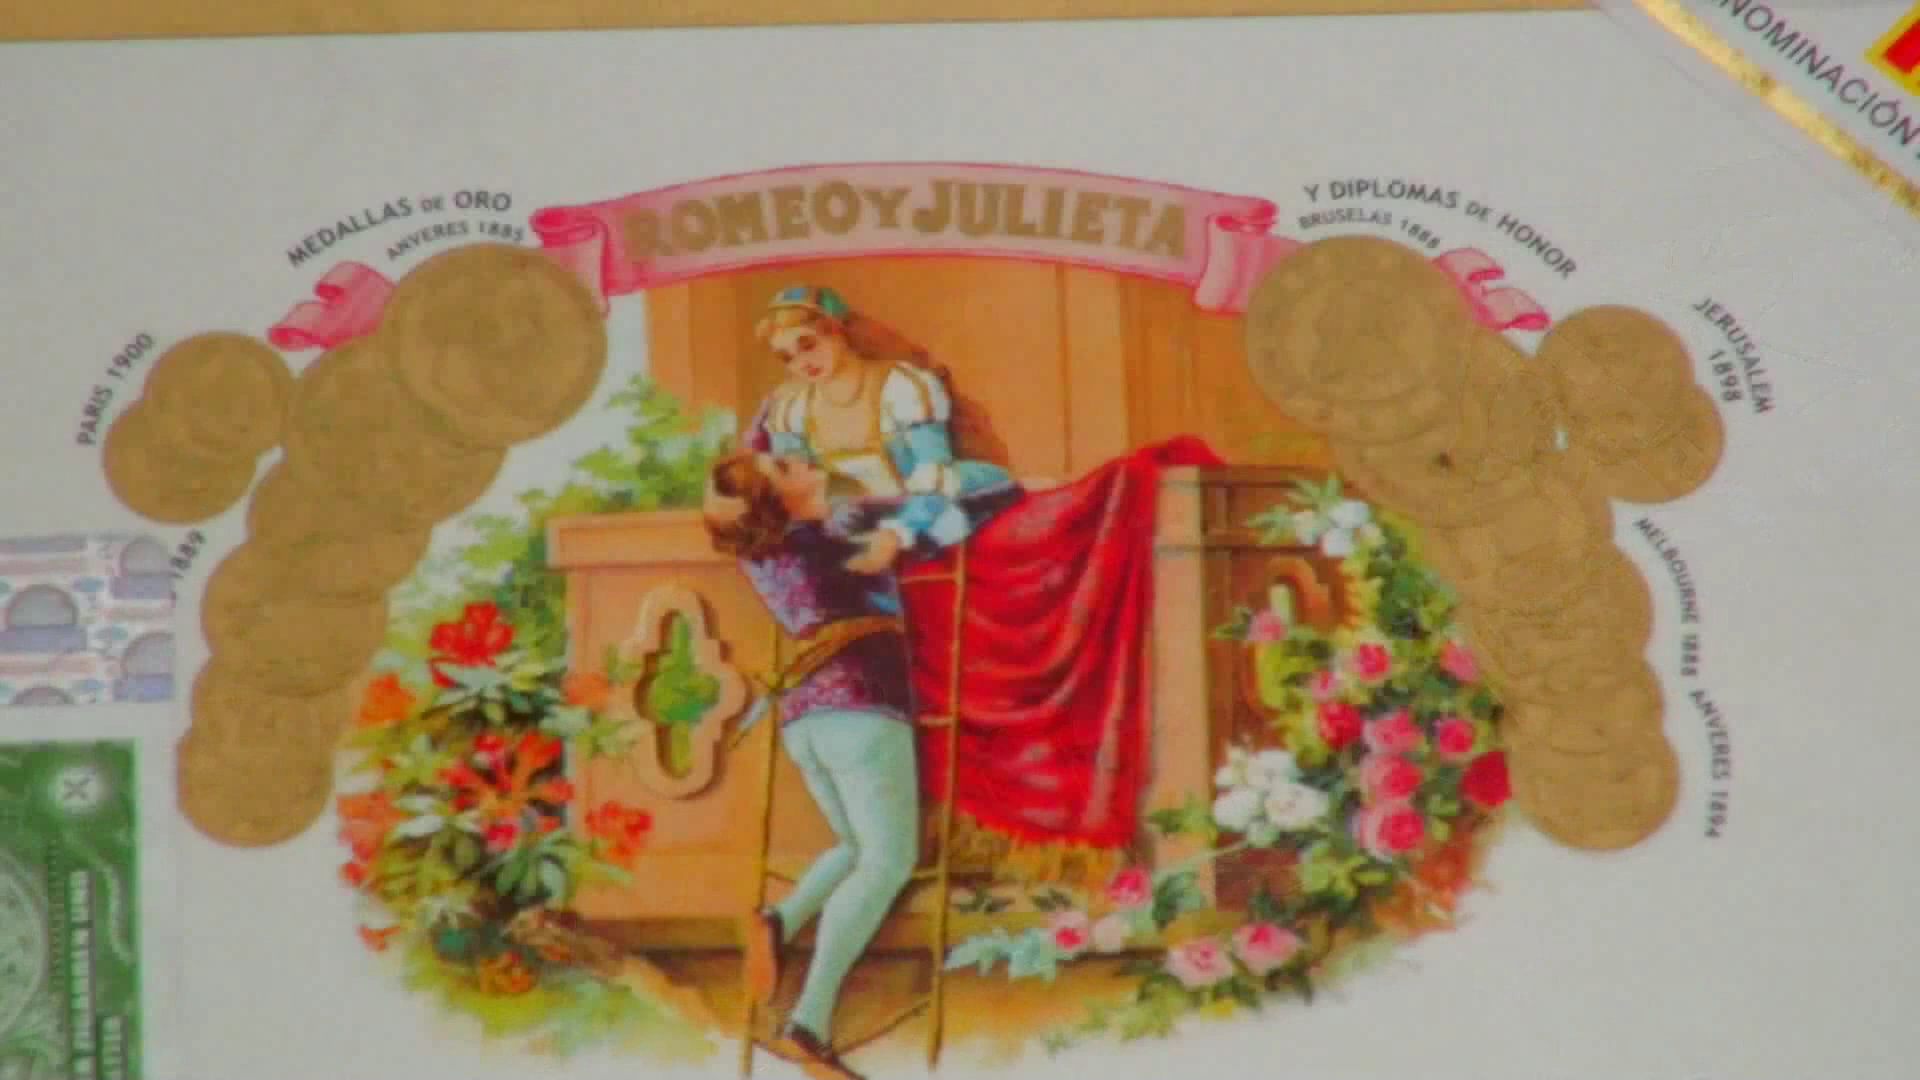 NOMINACIÓN
ROMEO Y JULIETA
MEDALLAS DE ORO
ANVERES 1885
Y DIPLOMAS DE HONOR
BRUSELAS 1888
PARIS 1900
JERUSALEM
1898
1889
MELBOURNE 1888 ANVERES 1894